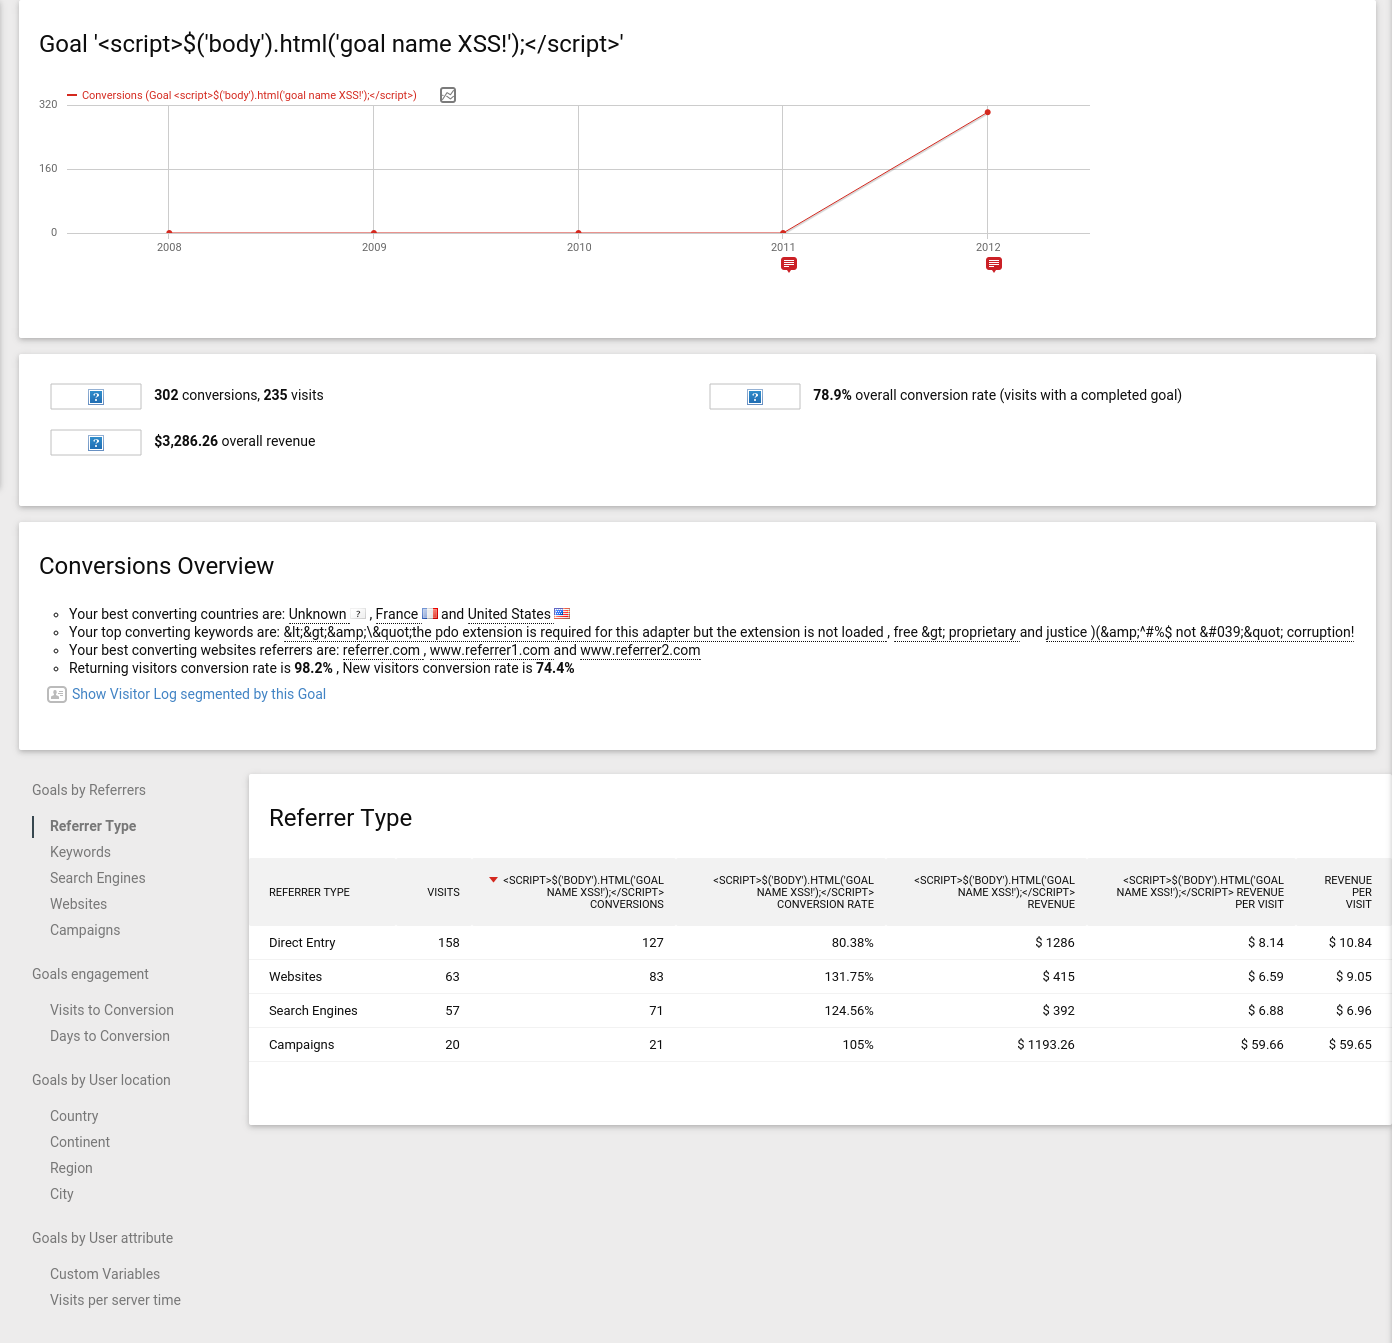 Goal '<script>$('body').html('goal name XSS!');</script>'
Conversions (Goal <script>$('body').html('goal name XSS!');</script>)
320
160
0
2008 2009 2010 2011 2012
? 302 conversions, 235 visits
? 78.9% overall conversion rate (visits with a completed goal)
? $3,286.26 overall revenue
Conversions Overview
Your best converting countries are: Unknown ? , France and United States
Your top converting keywords are: &lt;&gt;&amp;\&quot;the pdo extension is required for this adapter but the extension is not loaded , free &gt; proprietary and justice )(&amp;^#%$ not &#039;&quot; corruption!
Your best converting websites referrers are: referrer.com , www.referrer1.com and www.referrer2.com
Returning visitors conversion rate is 98.2% , New visitors conversion rate is 74.4%
Show Visitor Log segmented by this Goal
Goals by Referrers
Referrer Type
Keywords
Search Engines
Websites
Campaigns
Goals engagement
Visits to Conversion
Days to Conversion
Goals by User location
Country
Continent
Region
City
Goals by User attribute
Custom Variables
Visits per server time
Referrer Type
REFERRER TYPE
VISITS
<SCRIPT>$('BODY').HTML('GOAL
NAME XSS!');</SCRIPT>
CONVERSIONS
<SCRIPT>$('BODY').HTML('GOAL
NAME XSS!');</SCRIPT>
CONVERSION RATE
<SCRIPT>$('BODY').HTML('GOAL
NAME XSS!');</SCRIPT>
REVENUE
<SCRIPT>$('BODY').HTML('GOAL
NAME XSS!');</SCRIPT> REVENUE
PER VISIT
REVENUE
PER
VISIT
Direct Entry 158 127 80.38% $ 1286 $ 8.14 $ 10.84
Websites 63 83 131.75% $ 415 $ 6.59 $ 9.05
Search Engines 57 71 124.56% $ 392 $ 6.88 $ 6.96
Campaigns 20 21 105% $ 1193.26 $ 59.66 $ 59.65